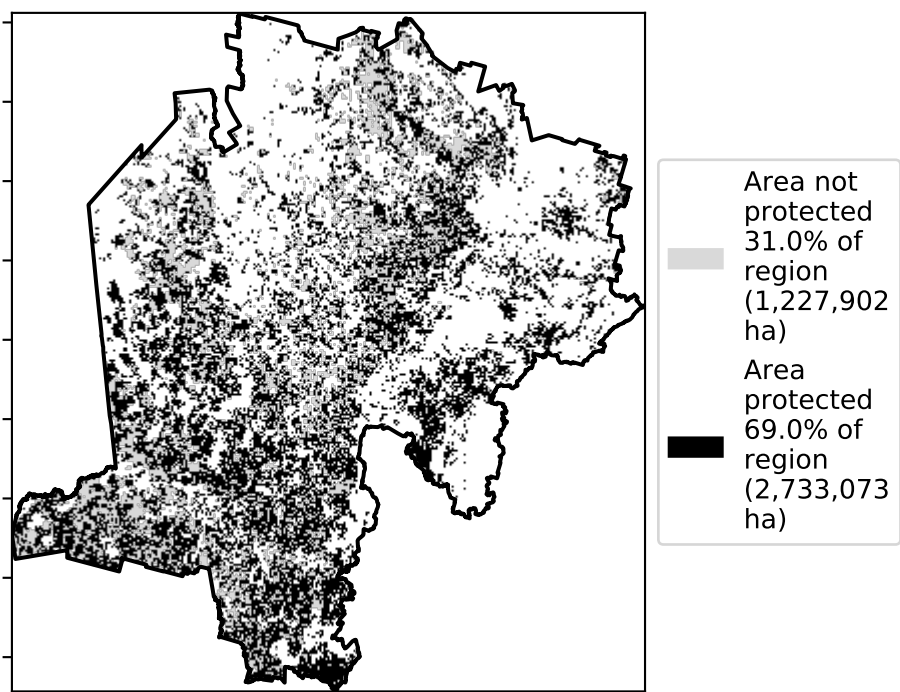 Area not
protected
31.0% of
region
(1,227,902
ha)
Area
protected
69.0% of
region
(2,733,073
ha)